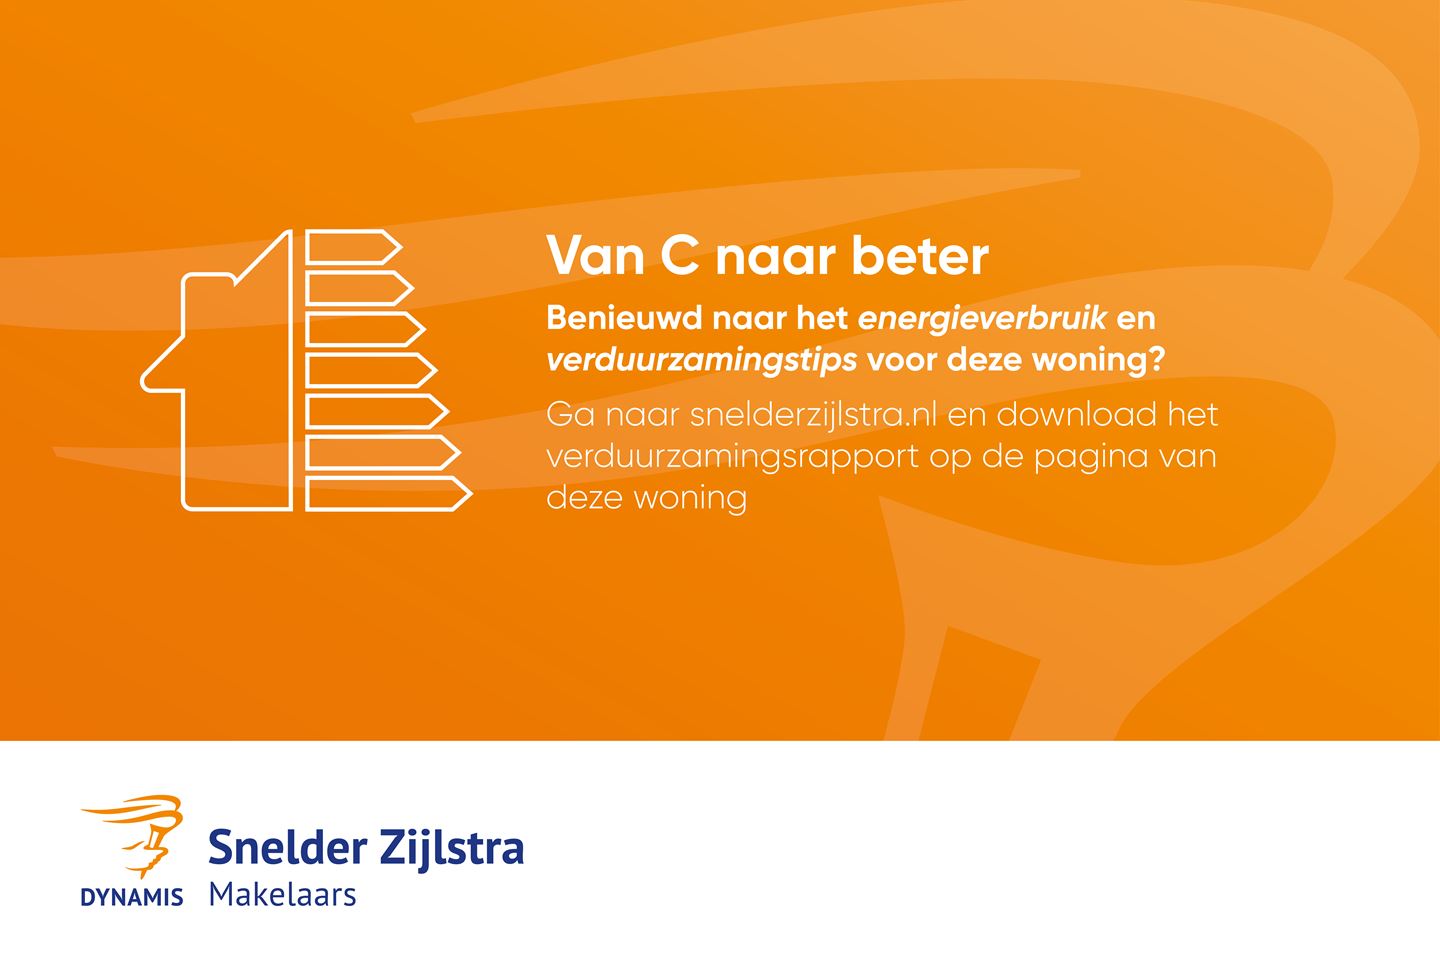 Van C naar beter
Benieuwd naar het energieverbruik en
verduurzamingstips voor deze woning?
Ga naar snelderzijlstra.nl en download het
verduurzamingsrapport op de pagina van
deze woning
DYNAMIS
Snelder Zijlstra
Makelaars